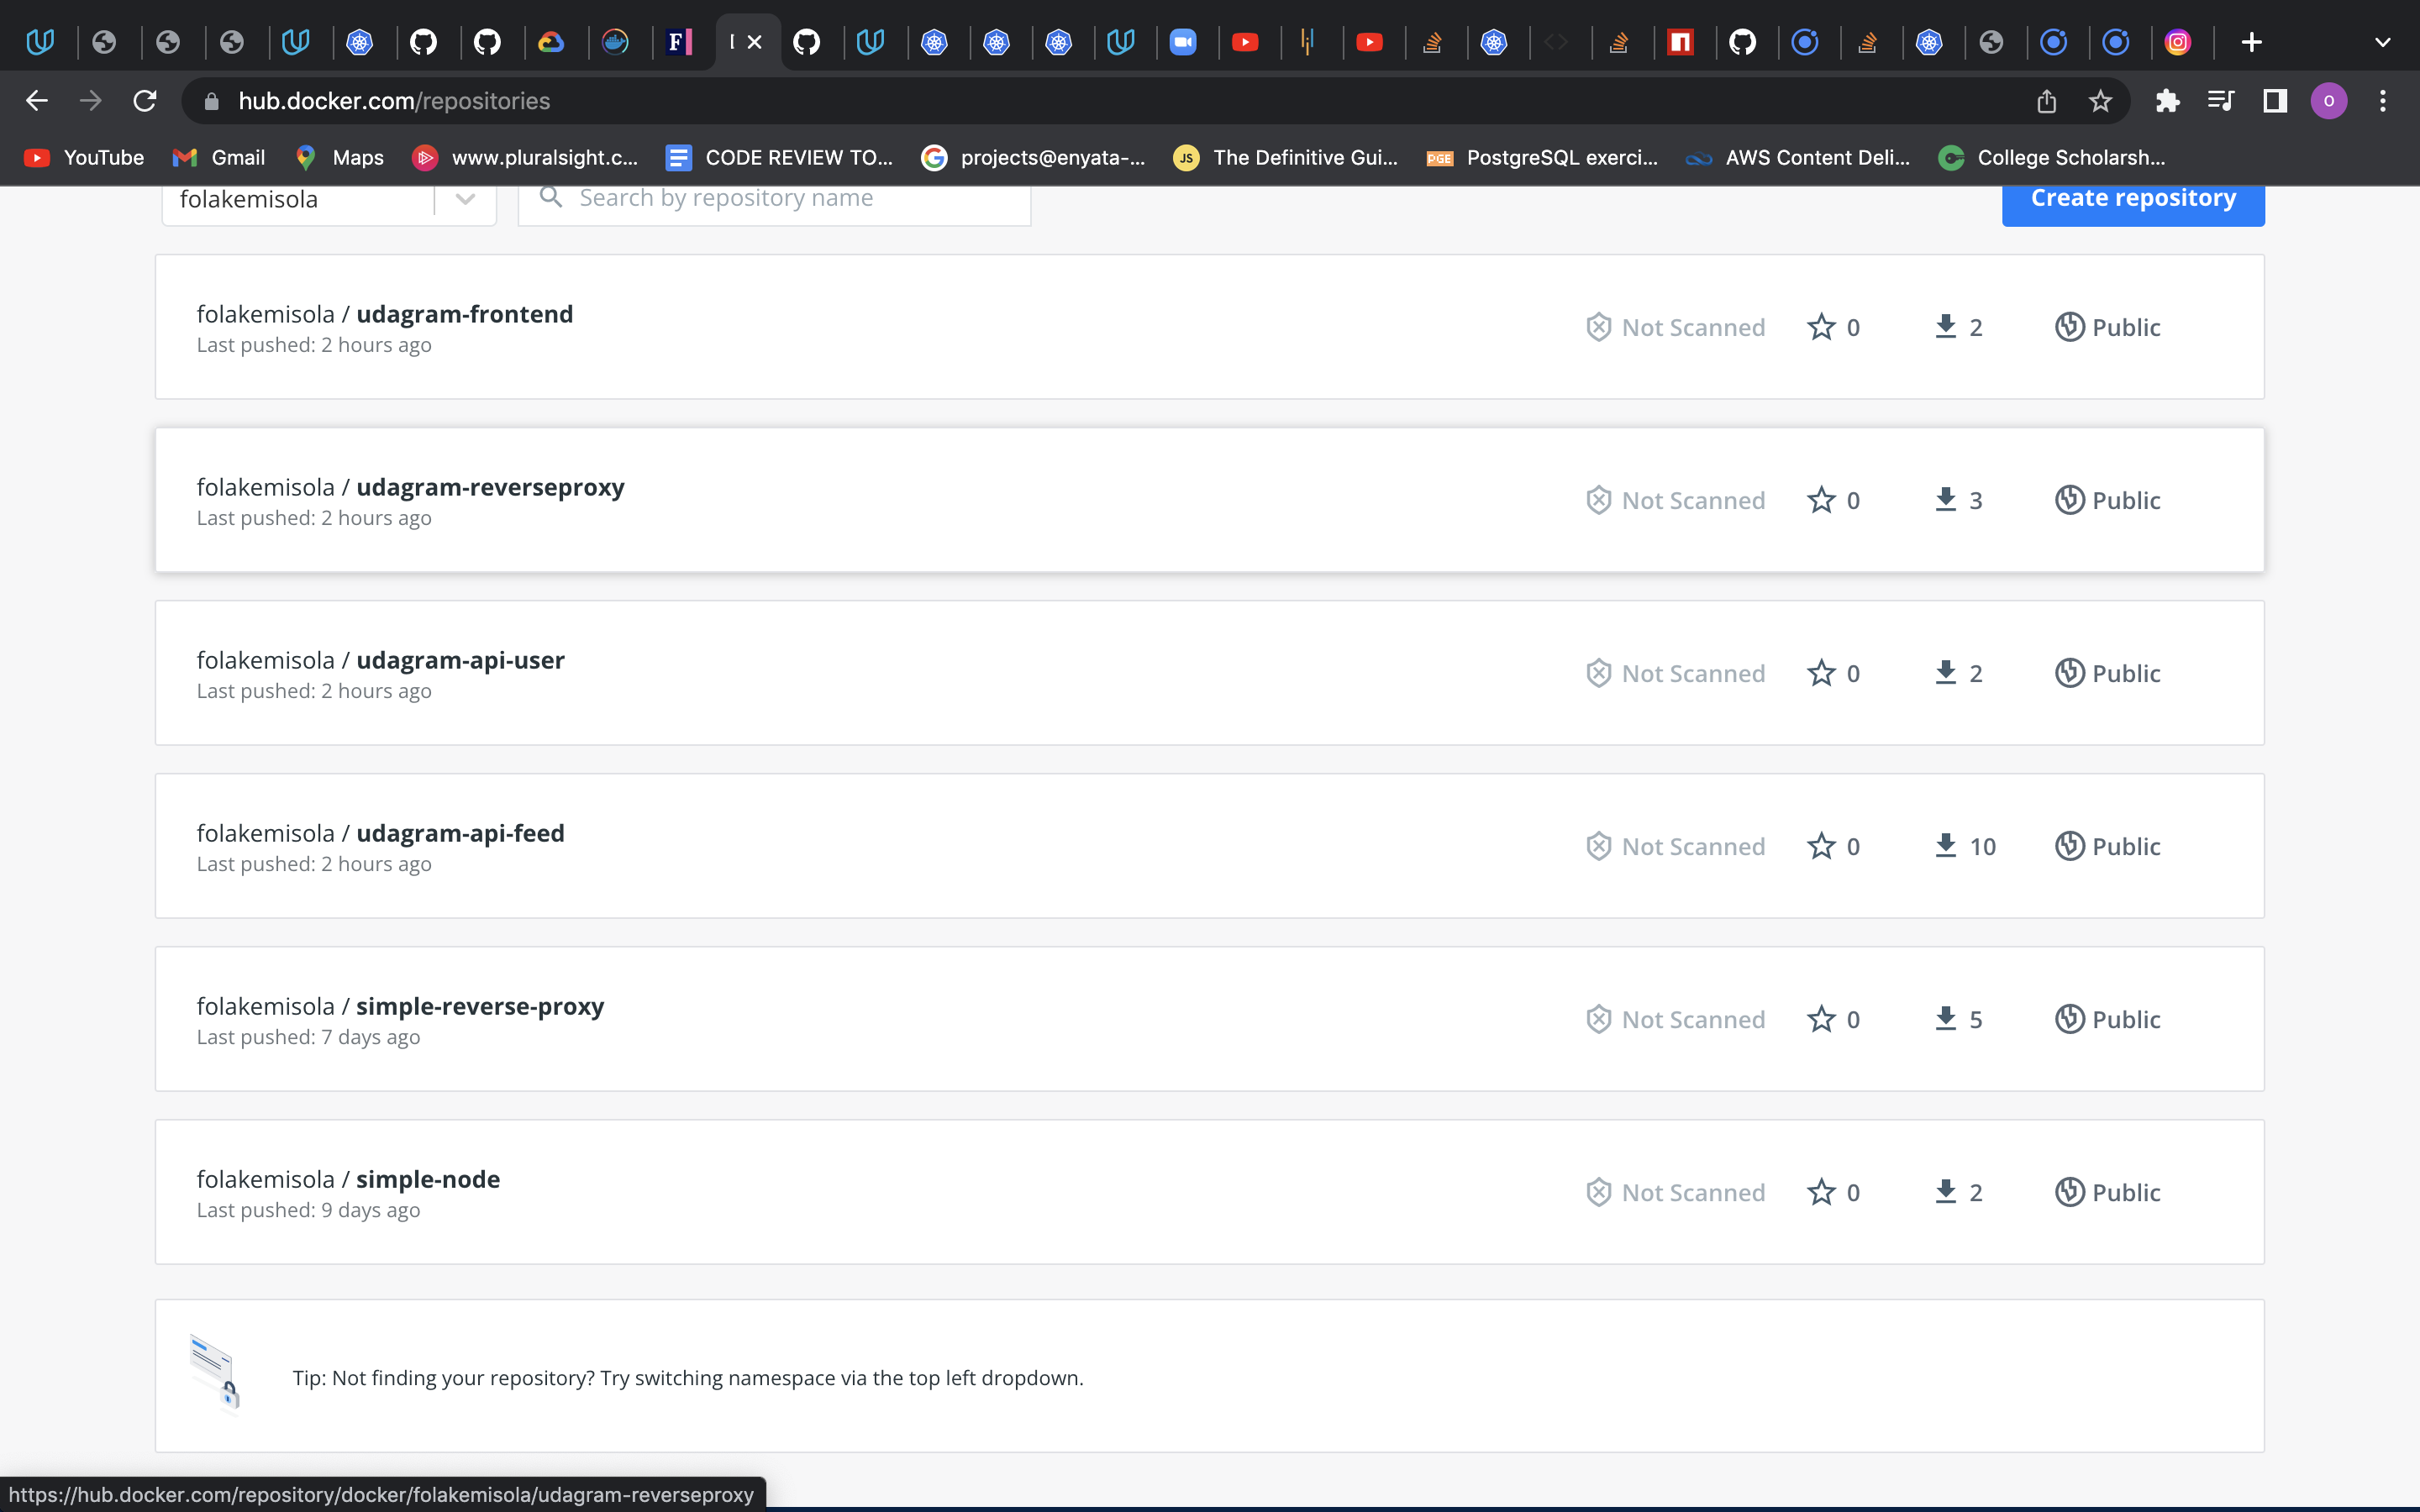 hub.docker.com/repositories
O
YouTube
Gmail
Maps
www.pluralsight.c...
CODE REVIEW TO...
projects@enyata-...
JS
The Definitive Gui...
PGE
PostgreSQL exerci...
AWS Content Deli...
College Scholarsh...
folakemisola
Search by repository name
Create repository
folakemisola / udagram-frontend
Last pushed: 2 hours ago
Not Scanned
0
2
Public
folakemisola / udagram-reverseproxy
Last pushed: 2 hours ago
Not Scanned
0
3
Public
folakemisola / udagram-api-user
Last pushed: 2 hours ago
Not Scanned
0
2
Public
folakemisola / udagram-api-feed
Last pushed: 2 hours ago
Not Scanned
0
10
Public
folakemisola / simple-reverse-proxy
Last pushed: 7 days ago
Not Scanned
0
5
Public
folakemisola / simple-node
Last pushed: 9 days ago
Not Scanned
0
2
Public
Tip: Not finding your repository? Try switching namespace via the top left dropdown.
https://hub.docker.com/repository/docker/folakemisola/udagram-reverseproxy